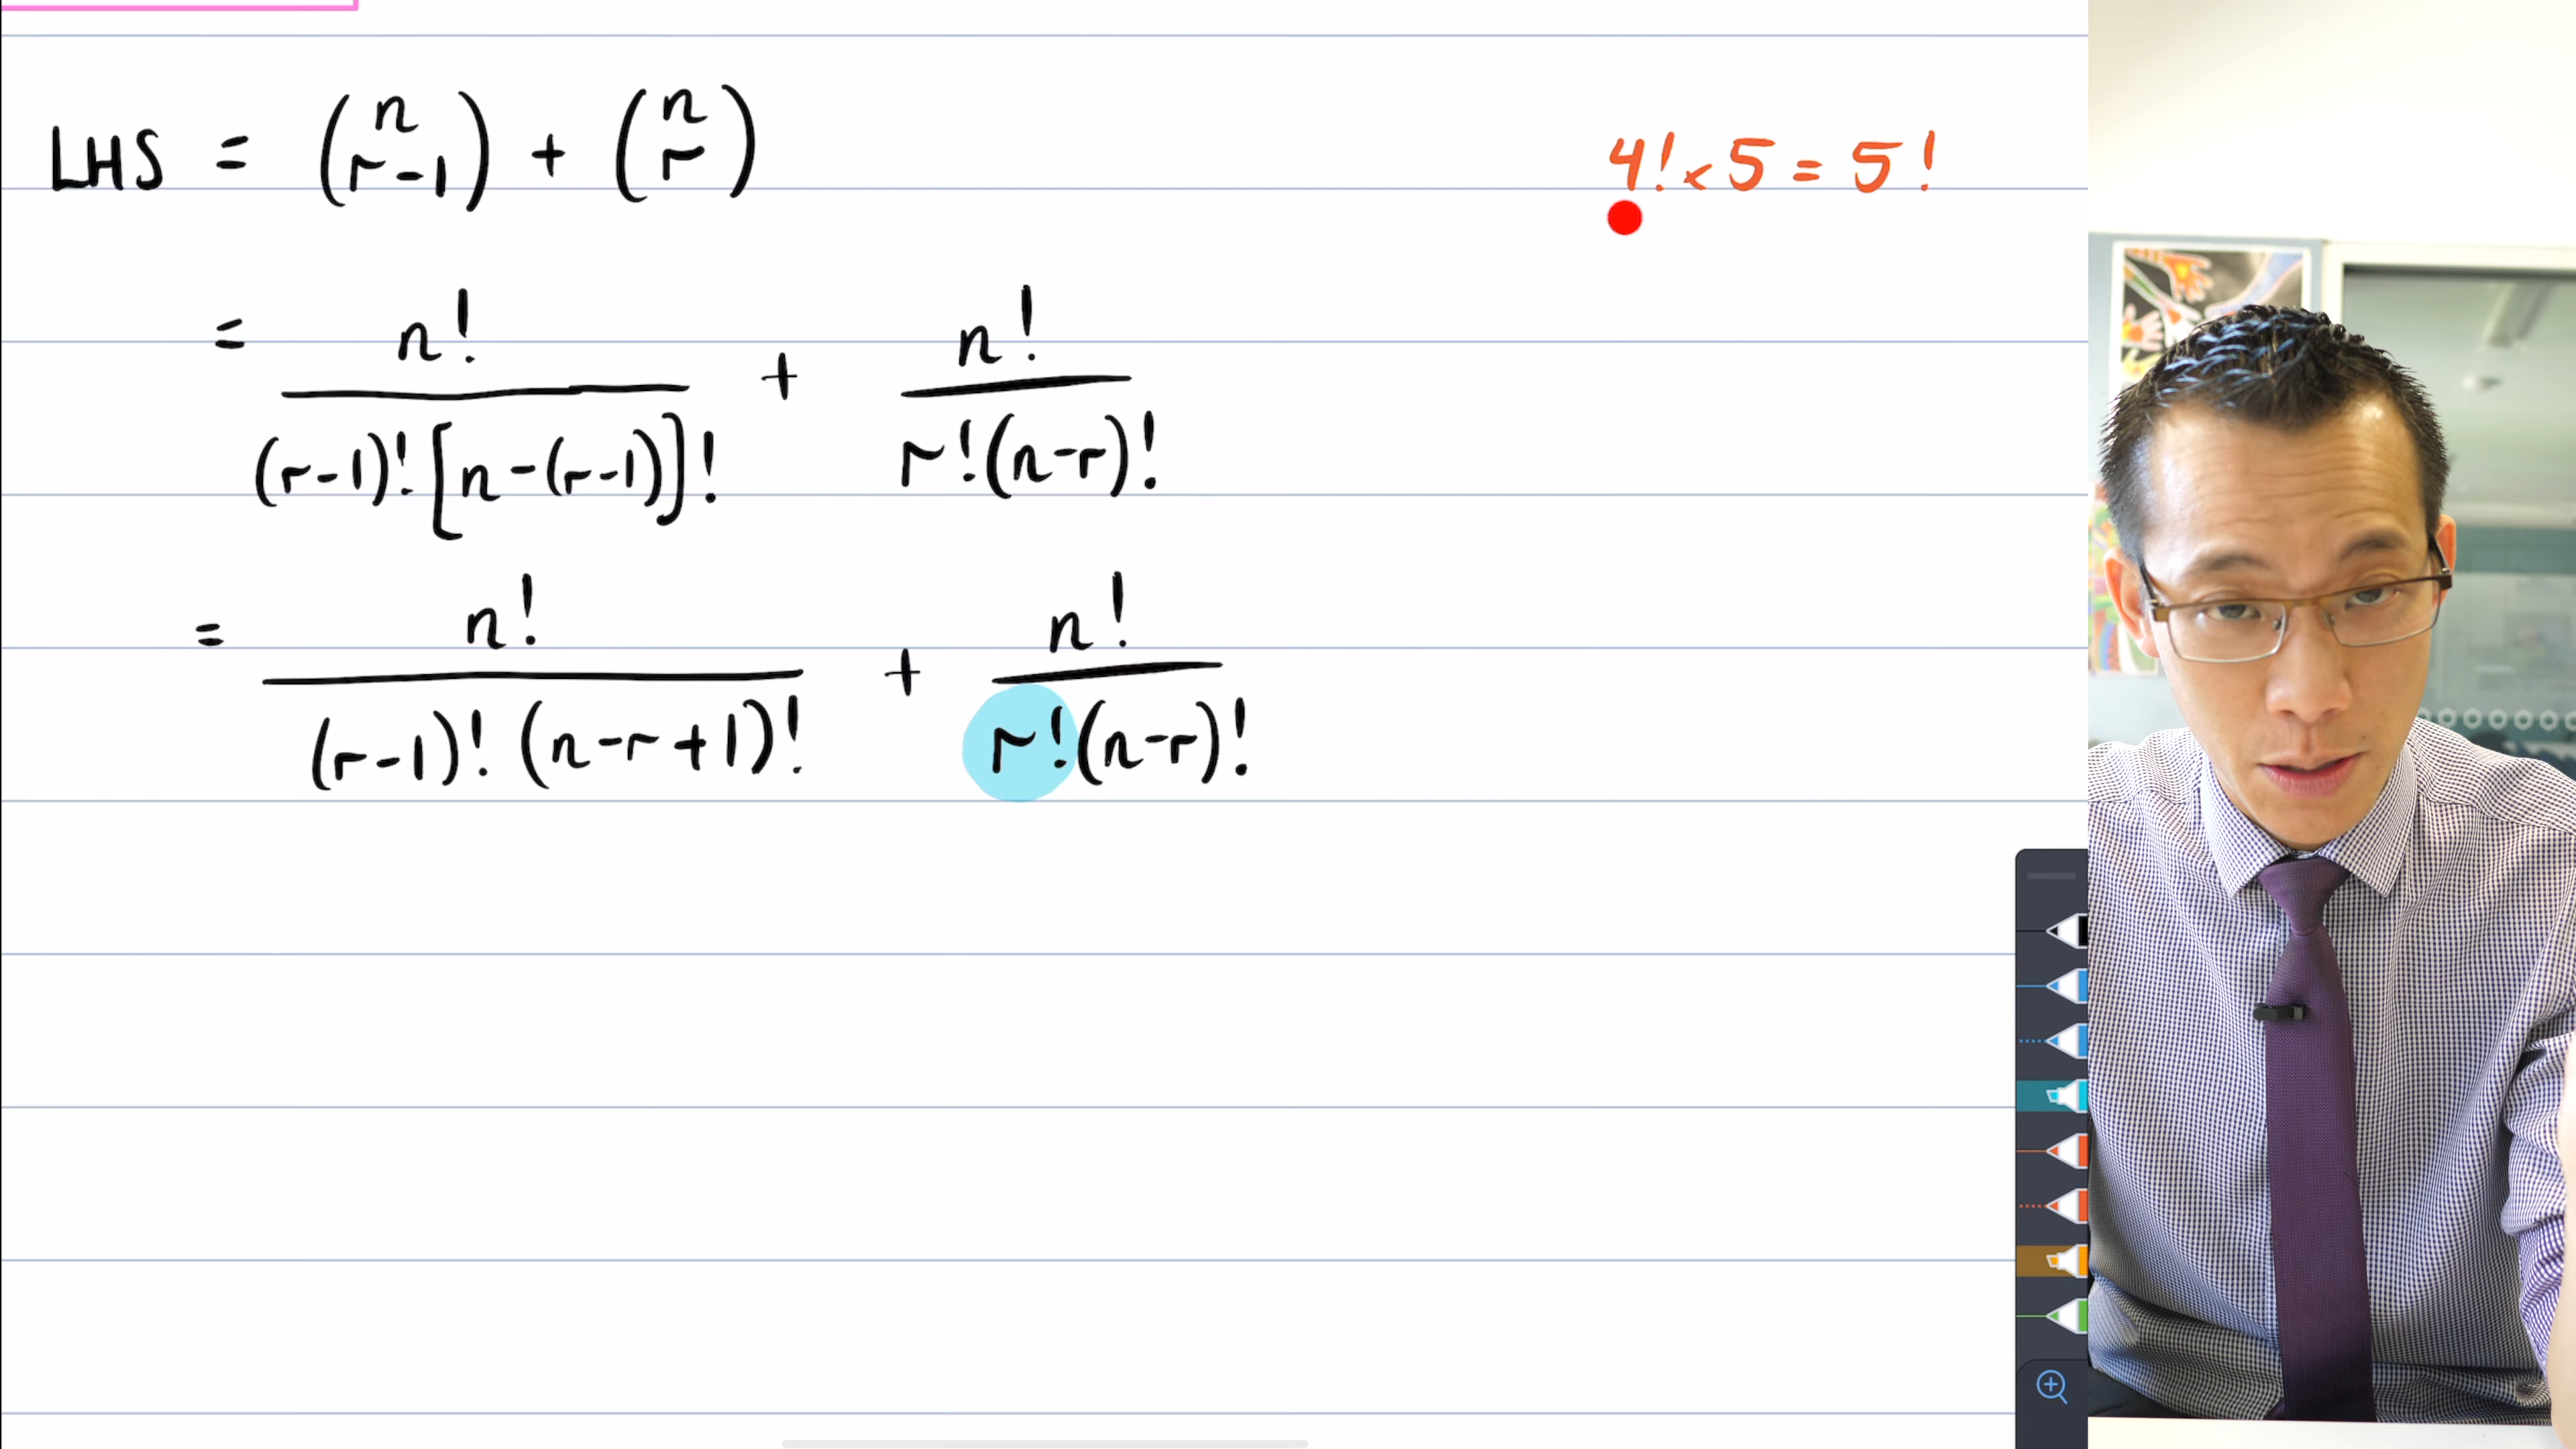 LHS = (n r-1) + (n r)
4! × 5 = 5!
= n! / (r-1)! [n-(r-1)]! + n! / r!(n-r)!
= n! / (r-1)! (n-r+1)! + n! / r!(n-r)!